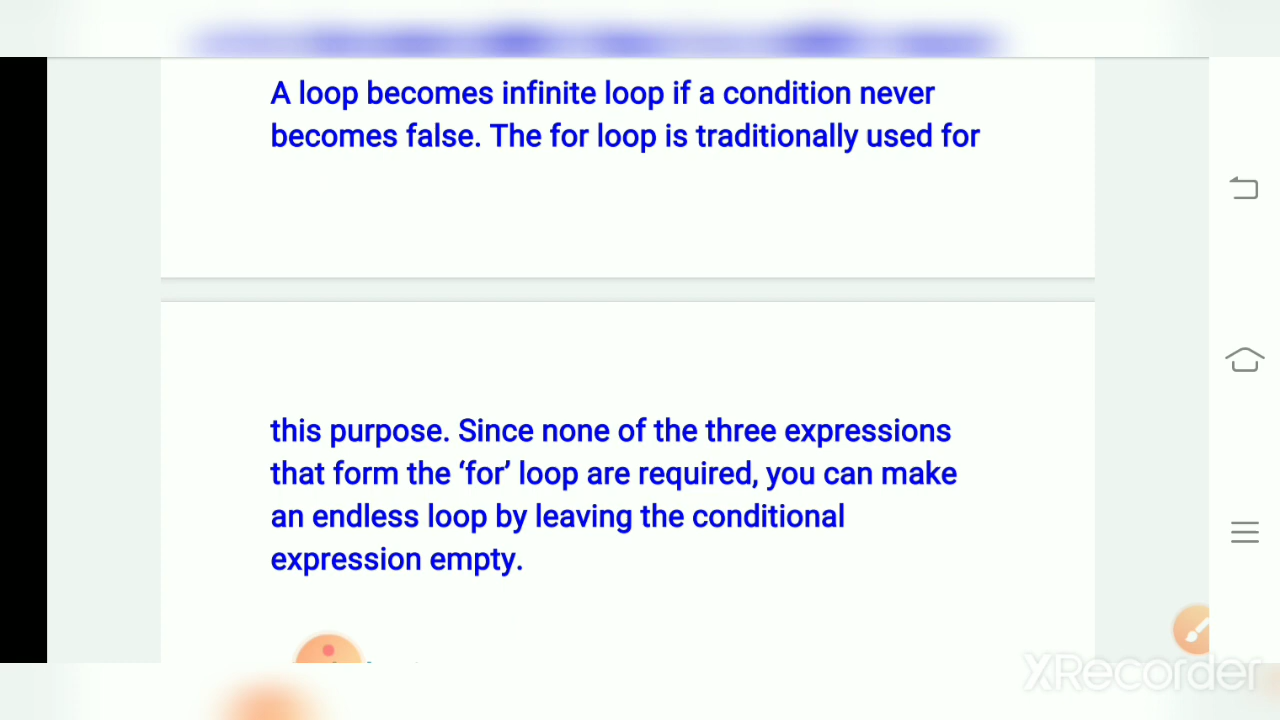 A loop becomes infinite loop if a condition never
becomes false. The for loop is traditionally used for
this purpose. Since none of the three expressions
that form the ‘for’ loop are required, you can make
an endless loop by leaving the conditional
expression empty.
XRecorder